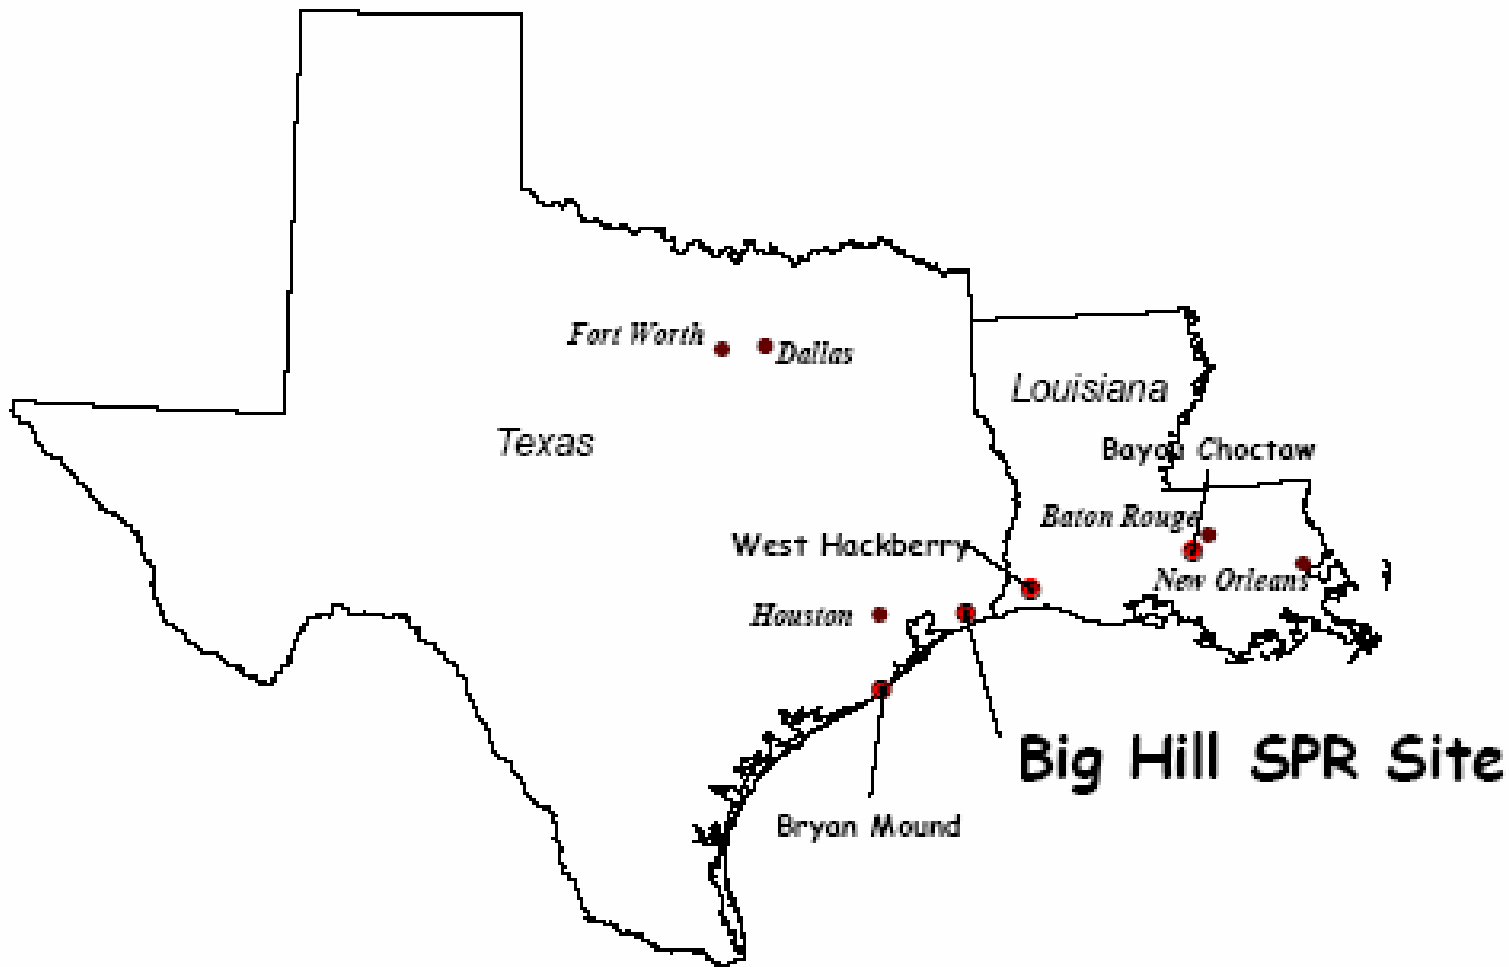 Fort Worth
Dallas
Louisiana
Texas
Bayou Choctaw
Baton Rouge
West Hackberry
New Orleans
Houston
Big Hill SPR Site
Bryan Mound